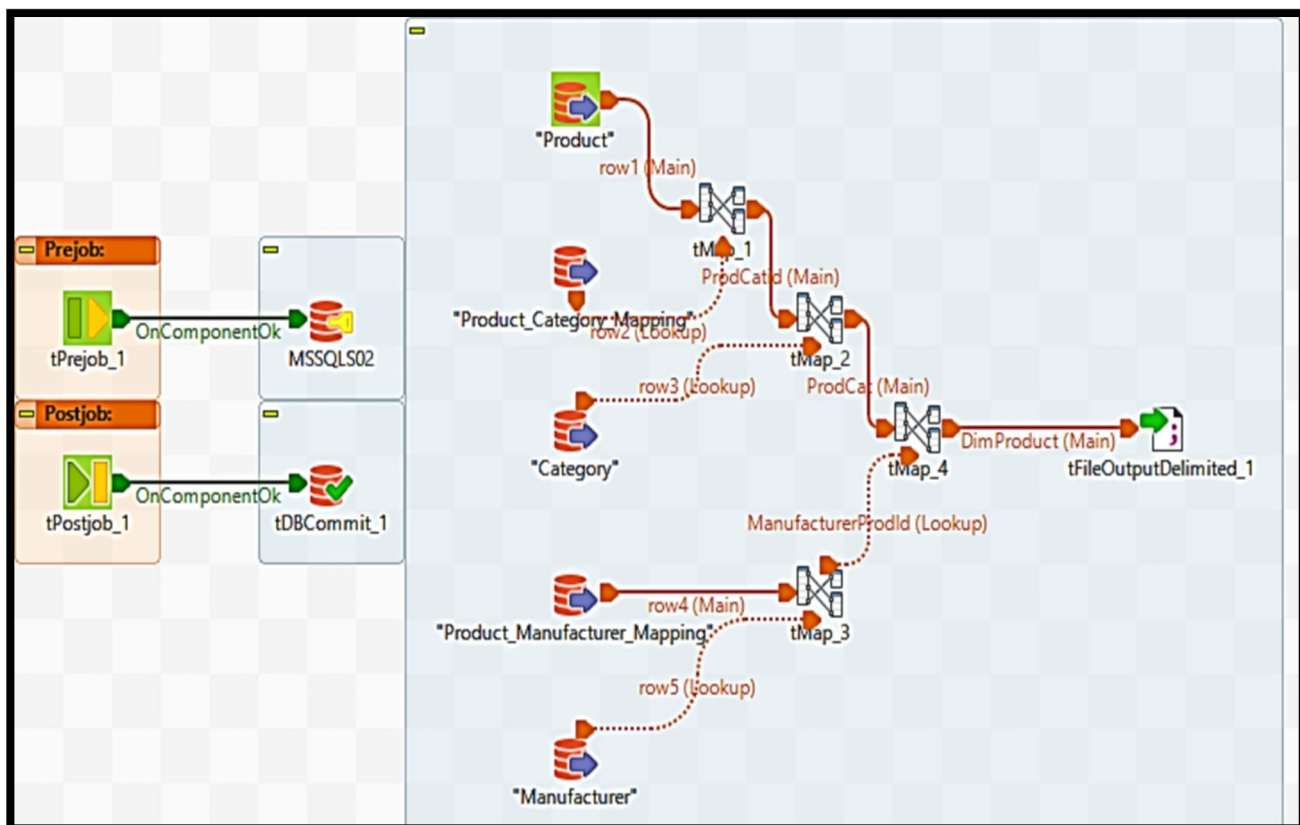 "Product"
row1 (Main)
tMap_1
Prejob:
ProdCatId (Main)
"Product_Category_Mapping"
row2 (Lookup)
OnComponentOk
tPrejob_1
MSSQLS02
tMap_2
row3 (Lookup)
ProdCat (Main)
Postjob:
DimProduct (Main)
"Category"
tMap_4
tFileOutputDelimited_1
OnComponentOk
tPostjob_1
tDBCommit_1
ManufacturerProdId (Lookup)
row4 (Main)
"Product_Manufacturer_Mapping"
tMap_3
row5 (Lookup)
"Manufacturer"